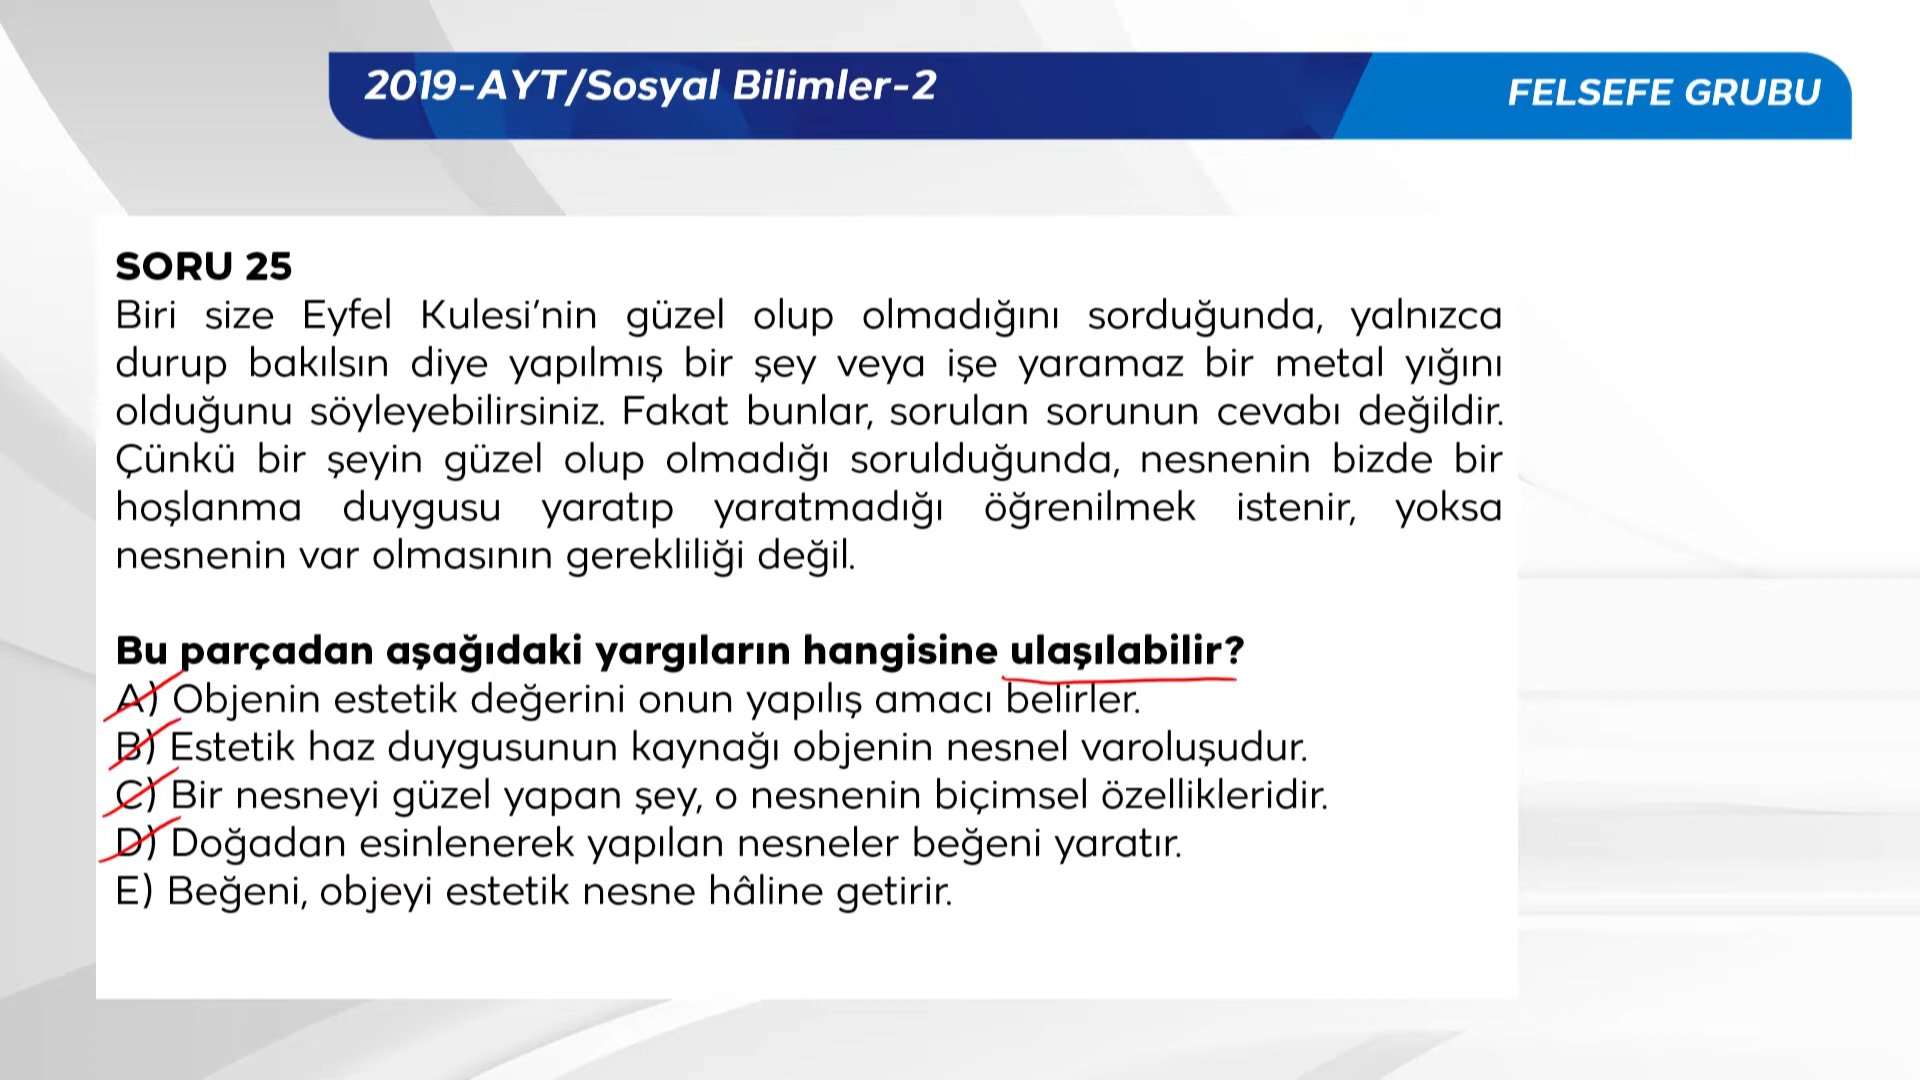 2019-AYT/Sosyal Bilimler-2
FELSEFE GRUBU
SORU 25
Biri size Eyfel Kulesi’nin güzel olup olmadığını sorduğunda, yalnızca
durup bakılsın diye yapılmış bir şey veya işe yaramaz bir metal yığını
olduğunu söyleyebilirsiniz. Fakat bunlar, sorulan sorunun cevabı değildir.
Çünkü bir şeyin güzel olup olmadığı sorulduğunda, nesnenin bizde bir
hoşlanma duygusu yaratıp yaratmadığı öğrenilmek istenir, yoksa
nesnenin var olmasının gerekliliği değil.
Bu parçadan aşağıdaki yargıların hangisine ulaşılabilir?
A) Objenin estetik değerini onun yapılış amacı belirler.
B) Estetik haz duygusunun kaynağı objenin nesnel varoluşudur.
C) Bir nesneyi güzel yapan şey, o nesnenin biçimsel özellikleridir.
D) Doğadan esinlenerek yapılan nesneler beğeni yaratır.
E) Beğeni, objeyi estetik nesne hâline getirir.